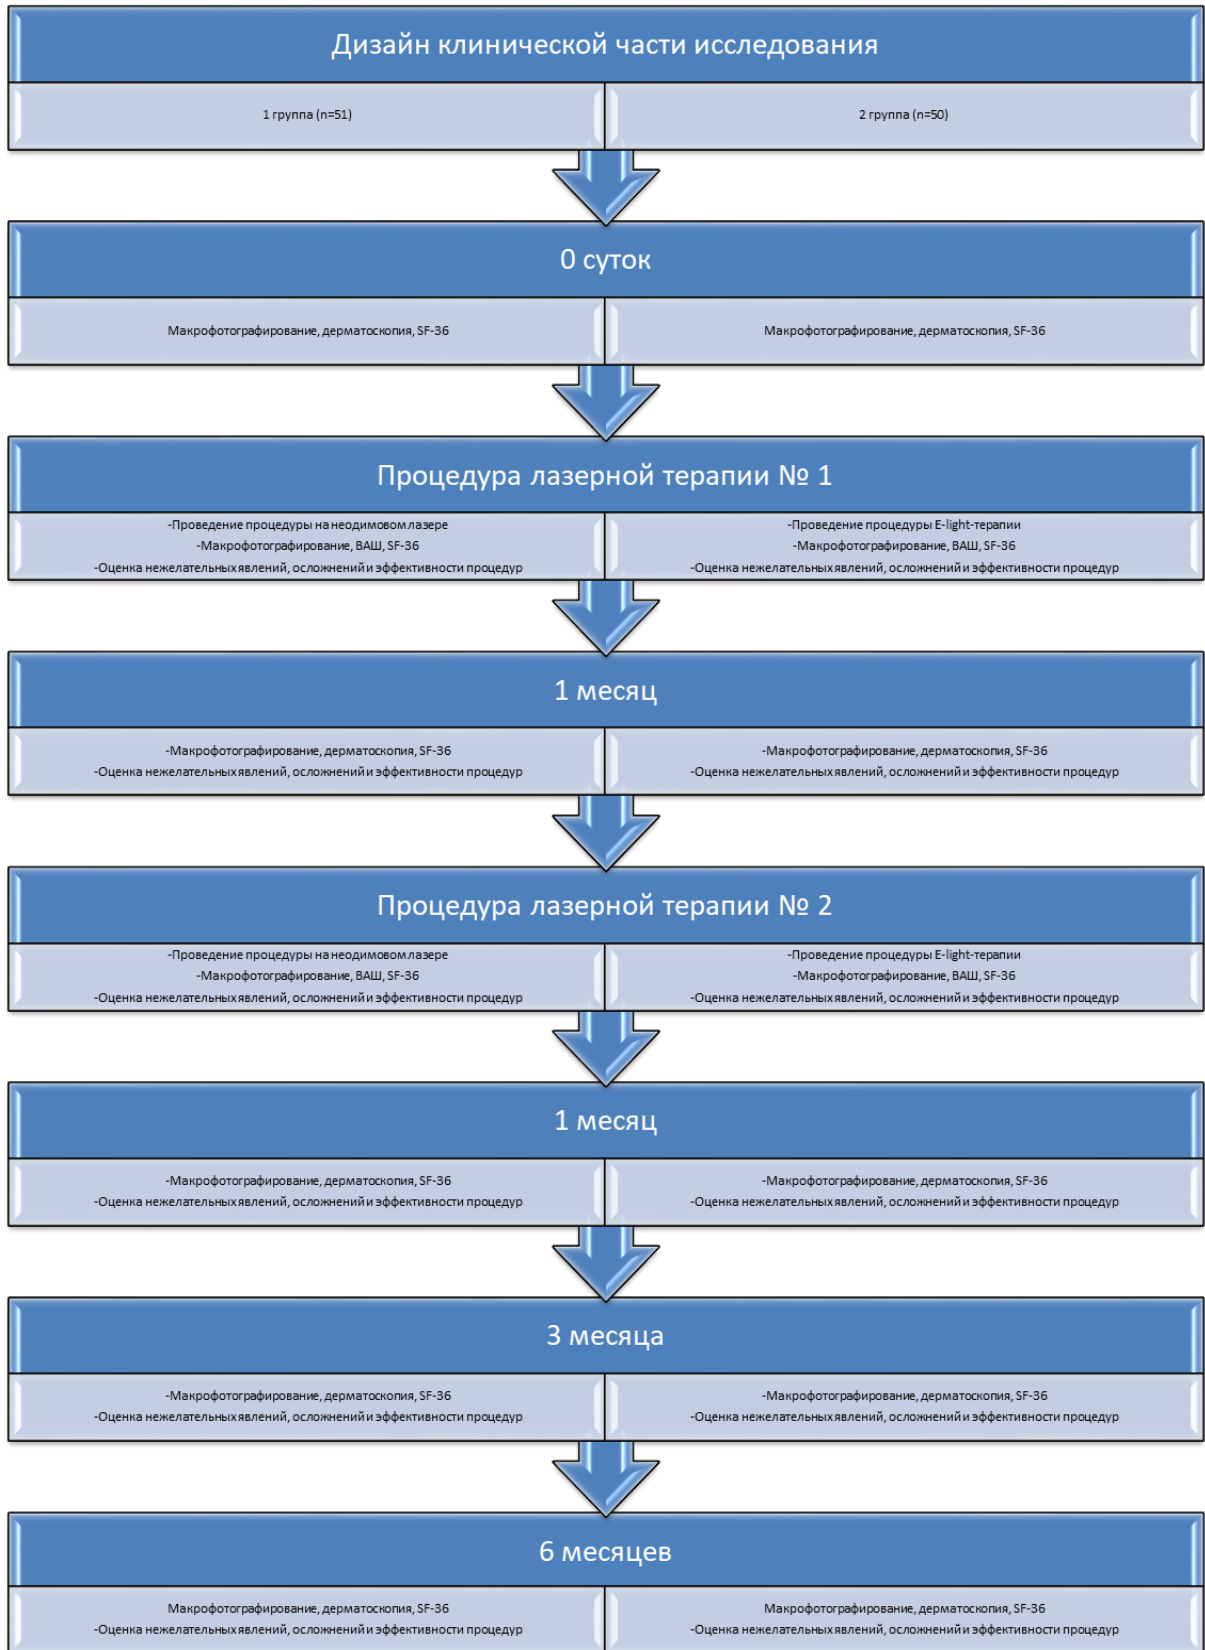 Дизайн клинической части исследования
1 группа (n=51)
2 группа (n=50)
0 суток
Макрофотографирование, дерматоскопия, SF-36
Макрофотографирование, дерматоскопия, SF-36
Процедура лазерной терапии № 1
-Проведение процедуры на неодимовом лазере
-Макрофотографирование, ВАШ, SF-36
-Оценка нежелательных явлений, осложнений и эффективности процедур
-Проведение процедуры E-light-терапии
-Макрофотографирование, ВАШ, SF-36
-Оценка нежелательных явлений, осложнений и эффективности процедур
1 месяц
-Макрофотографирование, дерматоскопия, SF-36
-Оценка нежелательных явлений, осложнений и эффективности процедур
-Макрофотографирование, дерматоскопия, SF-36
-Оценка нежелательных явлений, осложнений и эффективности процедур
Процедура лазерной терапии № 2
-Проведение процедуры на неодимовом лазере
-Макрофотографирование, ВАШ, SF-36
-Оценка нежелательных явлений, осложнений и эффективности процедур
-Проведение процедуры E-light-терапии
-Макрофотографирование, ВАШ, SF-36
-Оценка нежелательных явлений, осложнений и эффективности процедур
1 месяц
-Макрофотографирование, дерматоскопия, SF-36
-Оценка нежелательных явлений, осложнений и эффективности процедур
-Макрофотографирование, дерматоскопия, SF-36
-Оценка нежелательных явлений, осложнений и эффективности процедур
3 месяца
-Макрофотографирование, дерматоскопия, SF-36
-Оценка нежелательных явлений, осложнений и эффективности процедур
-Макрофотографирование, дерматоскопия, SF-36
-Оценка нежелательных явлений, осложнений и эффективности процедур
6 месяцев
Макрофотографирование, дерматоскопия, SF-36
-Оценка нежелательных явлений, осложнений и эффективности процедур
Макрофотографирование, дерматоскопия, SF-36
-Оценка нежелательных явлений, осложнений и эффективности процедур